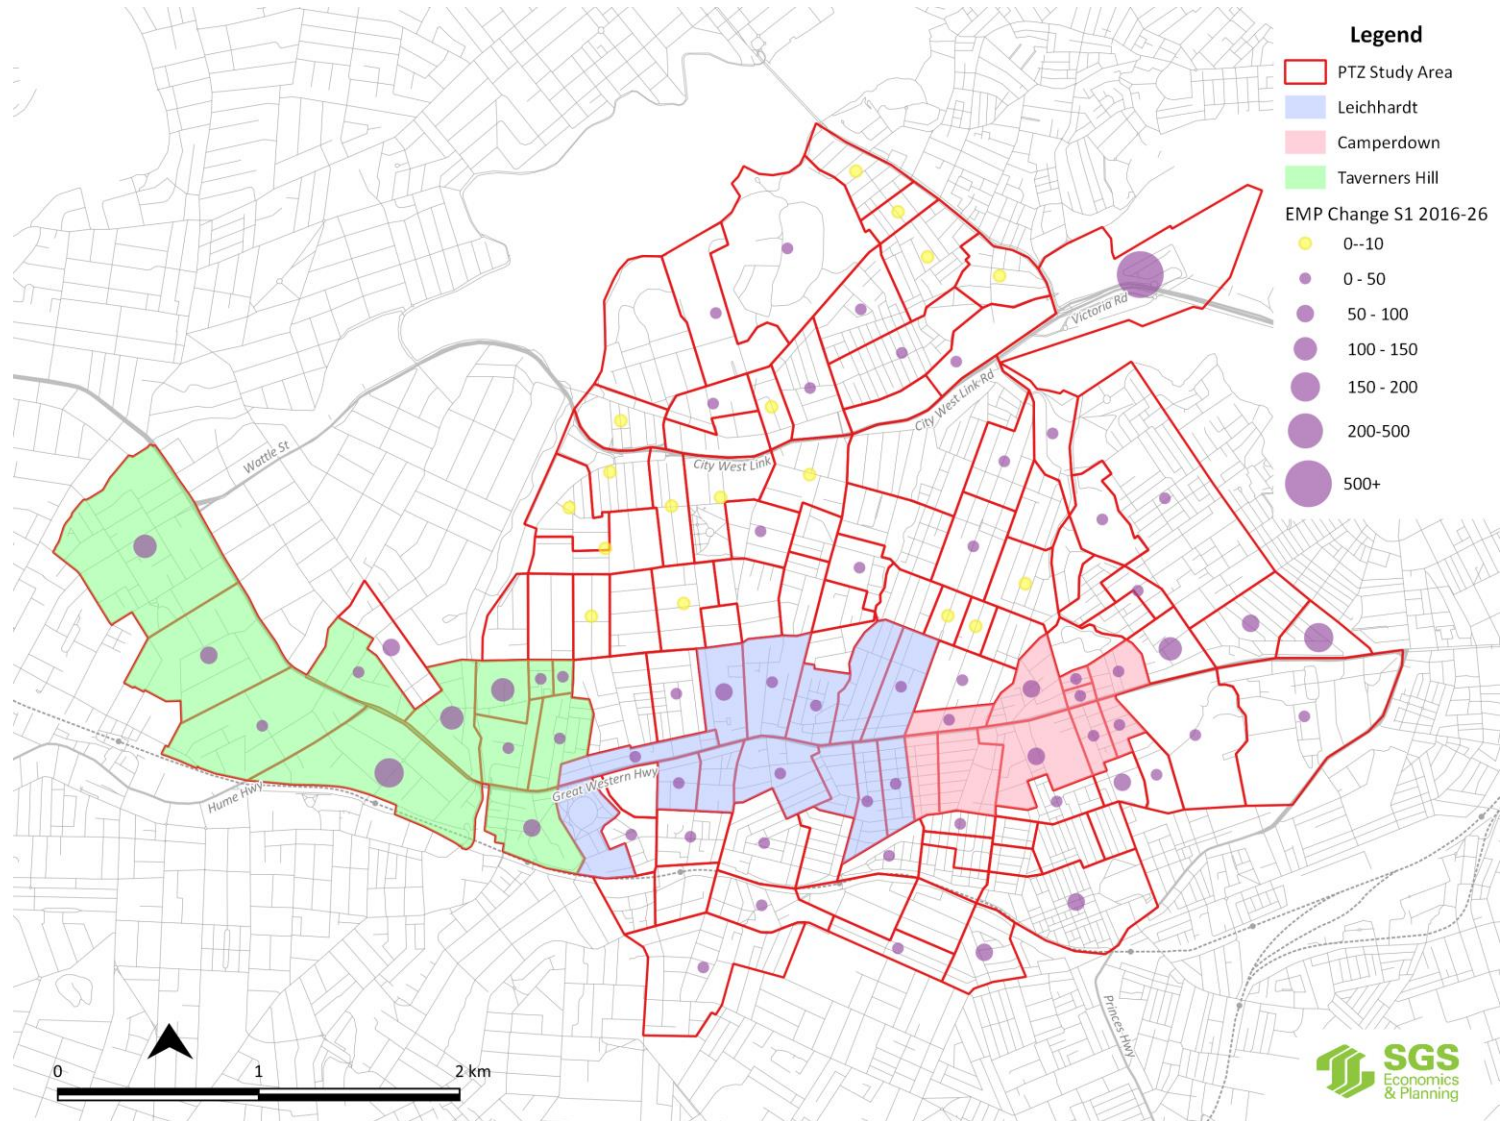 Legend
PTZ Study Area
Leichhardt
Camperdown
Taverners Hill
EMP Change S1 2016-26
0--10
0 - 50
50 - 100
100 - 150
150 - 200
200-500
500+
Victoria Rd
City West Link Rd
Wattle St
City West Link
Great Western Hwy
Hume Hwy
Princes Hwy
0 1 2 km
SGS
Economics
& Planning